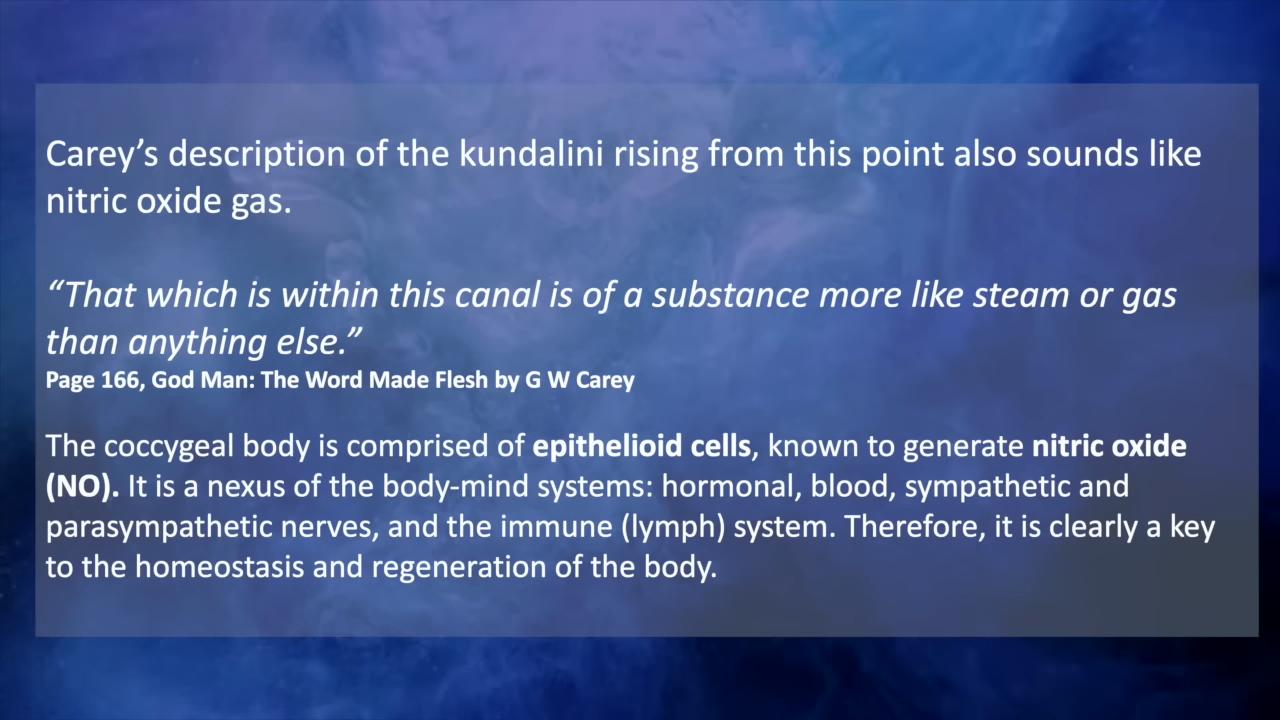 Carey’s description of the kundalini rising from this point also sounds like
nitric oxide gas.
“That which is within this canal is of a substance more like steam or gas
than anything else.”
Page 166, God Man: The Word Made Flesh by G W Carey
The coccygeal body is comprised of epithelioid cells, known to generate nitric oxide
(NO). It is a nexus of the body-mind systems: hormonal, blood, sympathetic and
parasympathetic nerves, and the immune (lymph) system. Therefore, it is clearly a key
to the homeostasis and regeneration of the body.